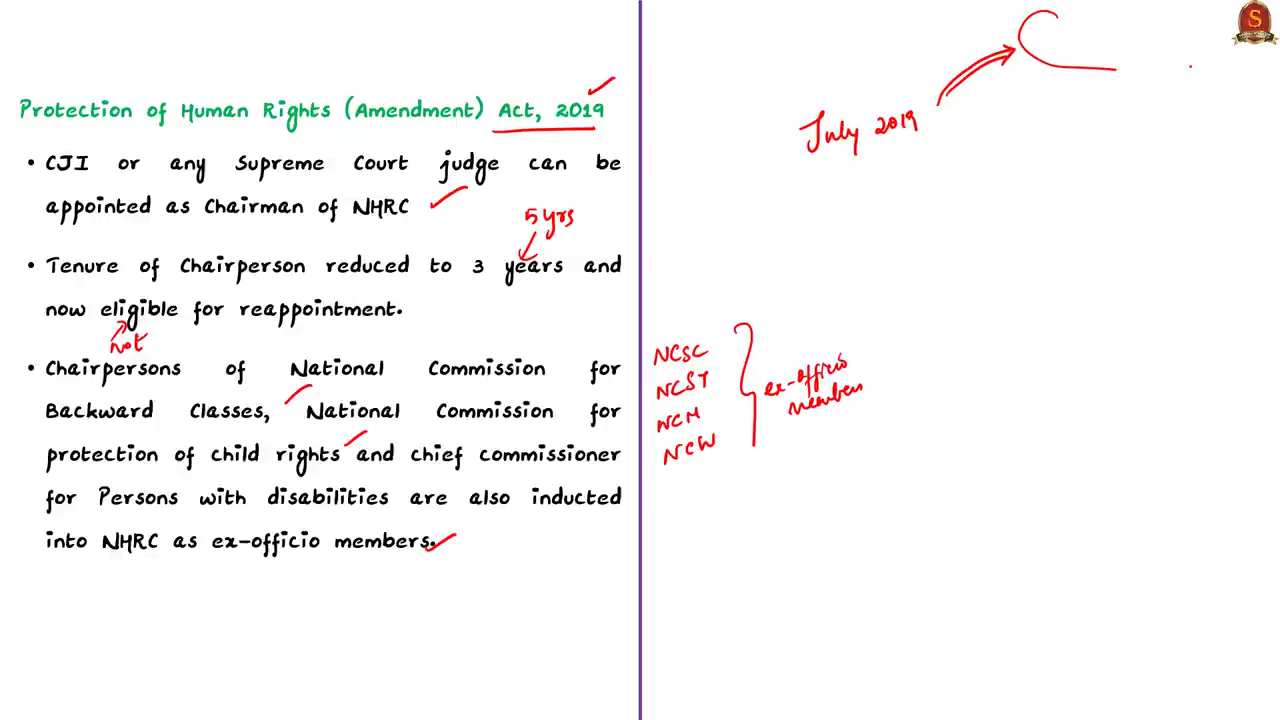 Protection of Human Rights (Amendment) Act, 2019
• CJI or any Supreme Court judge can be
appointed as Chairman of NHRC
5 yrs
• Tenure of Chairperson reduced to 3 years and
now eligible for reappointment.
not
• Chairpersons of National Commission for
Backward Classes, National Commission for
protection of child rights and chief commissioner
for Persons with disabilities are also inducted
into NHRC as ex-officio members.
July 2019
NCSC
NCST
NCM
NCW
ex-officio
members
S